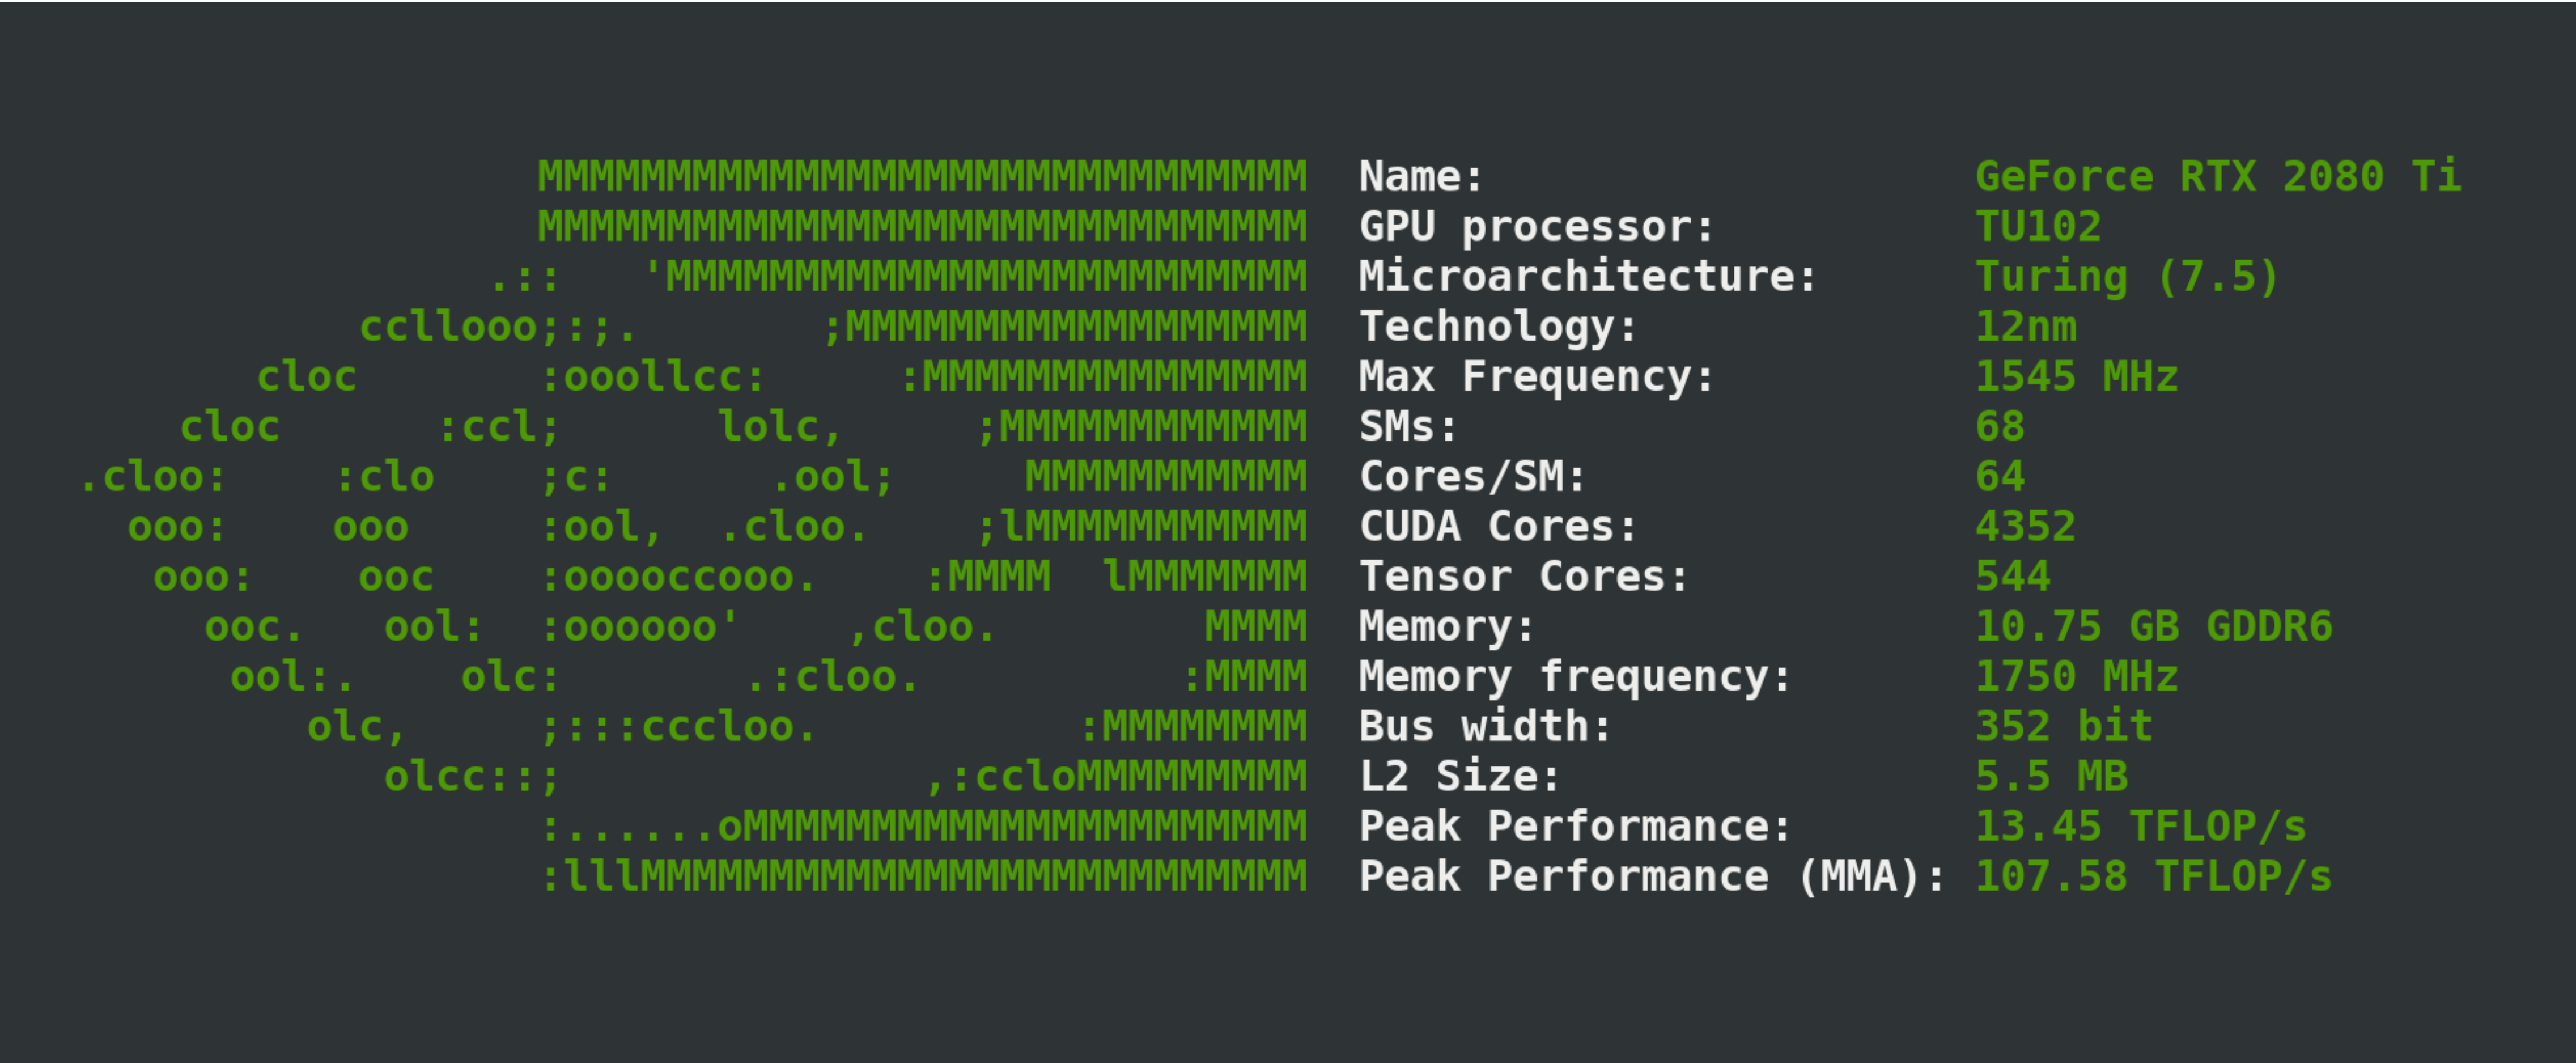 MMMMMMMMMMMMMMMMMMMMMMMMMMMMMM Name: GeForce RTX 2080 Ti
MMMMMMMMMMMMMMMMMMMMMMMMMMMMMM GPU processor: TU102
.:: 'MMMMMMMMMMMMMMMMMMMMMMMMM Microarchitecture: Turing (7.5)
ccllooo;:;. ;MMMMMMMMMMMMMMMMMM Technology: 12nm
cloc :ooollcc: :MMMMMMMMMMMMMMM Max Frequency: 1545 MHz
cloc :ccl; lolc, ;MMMMMMMMMMMM SMs: 68
.cloo: :clo ;c: .ool; MMMMMMMMMMM Cores/SM: 64
ooo: ooo :ool, .cloo. ;lMMMMMMMMMMM CUDA Cores: 4352
ooo: ooc :ooooccooo. :MMMM lMMMMMMM Tensor Cores: 544
ooc. ool: :oooooo' ,cloo. MMMM Memory: 10.75 GB GDDR6
ool:. olc: .:cloo. :MMMM Memory frequency: 1750 MHz
olc, ;::::cccloo. :MMMMMMMM Bus width: 352 bit
olcc::; ,:ccloMMMMMMMMM L2 Size: 5.5 MB
:......oMMMMMMMMMMMMMMMMMMMMMM Peak Performance: 13.45 TFLOP/s
:lllMMMMMMMMMMMMMMMMMMMMMMMMMM Peak Performance (MMA): 107.58 TFLOP/s